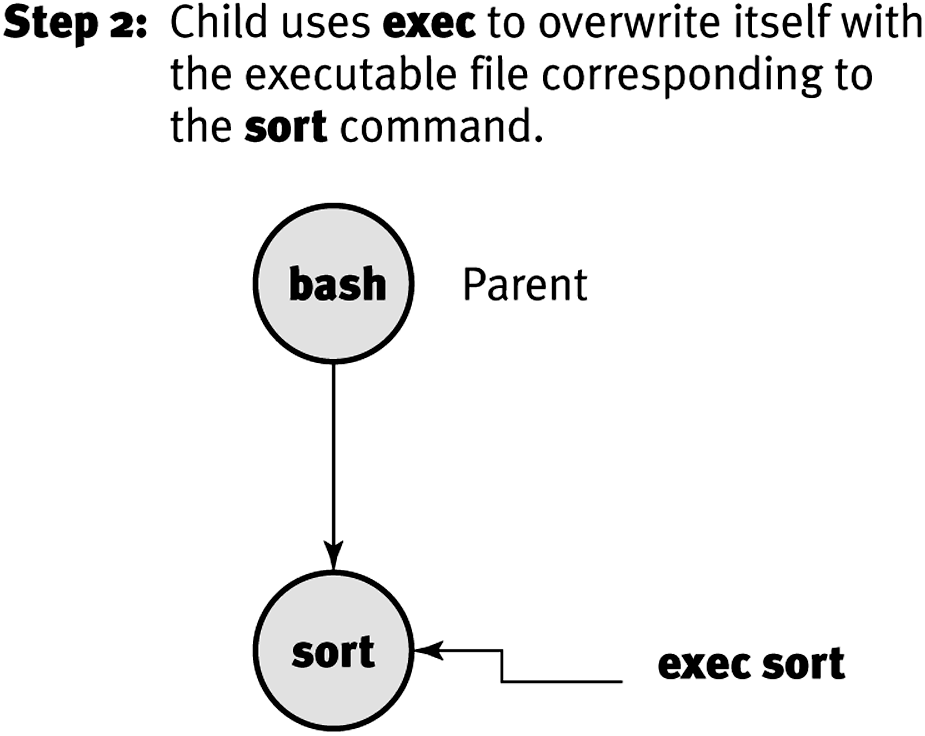 Step 2: Child uses exec to overwrite itself with
the executable file corresponding to
the sort command.
bash
Parent
sort
exec sort